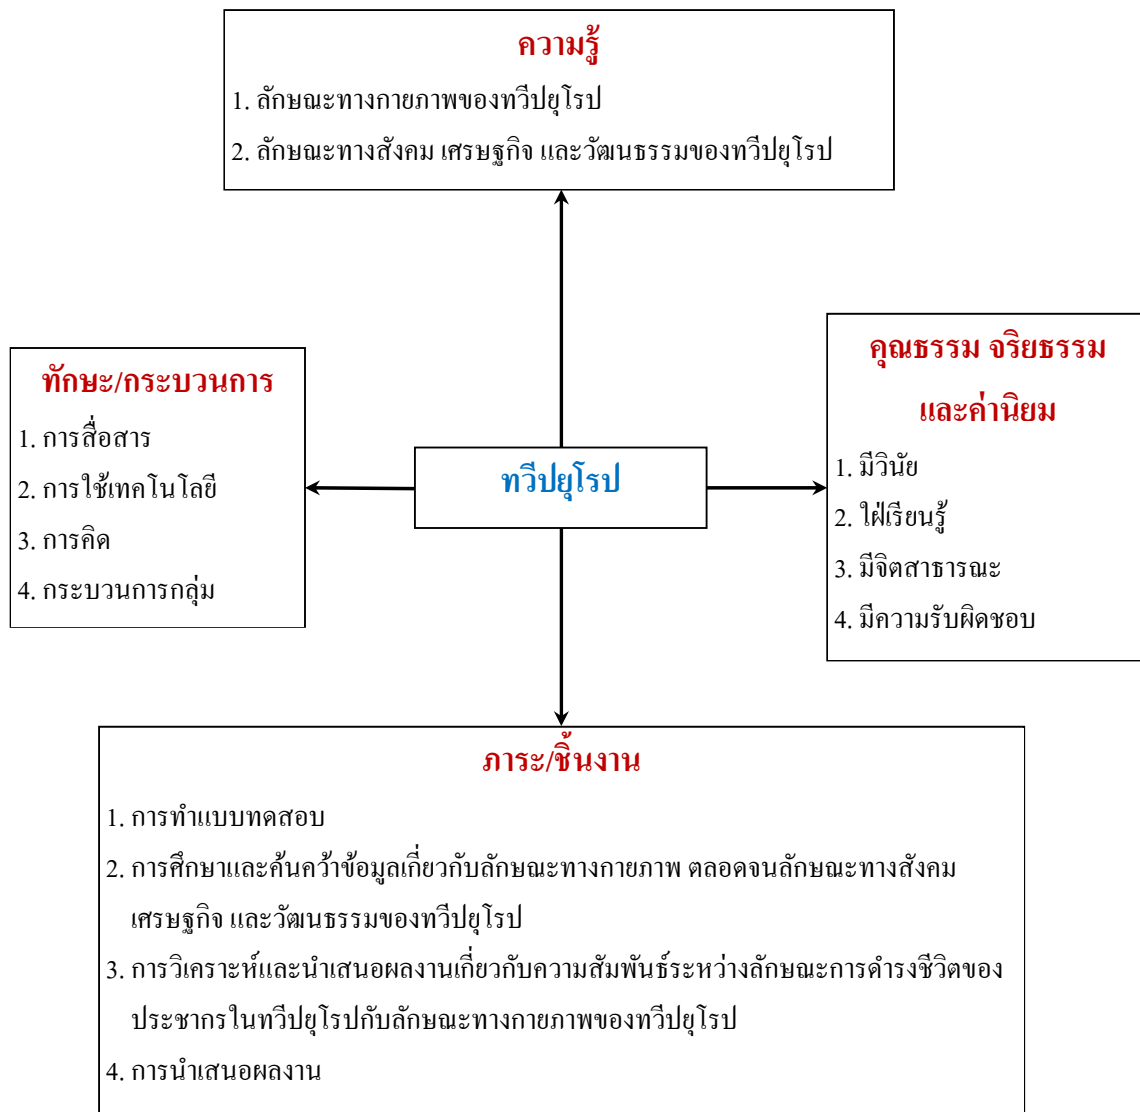 ความรู้
1. ลักษณะทางกายภาพของทวีปยุโรป
2. ลักษณะทางสังคม เศรษฐกิจ และวัฒนธรรมของทวีปยุโรป
ทักษะ/กระบวนการ
1. การสื่อสาร
2. การใช้เทคโนโลยี
3. การคิด
4. กระบวนการกลุ่ม
ทวีปยุโรป
คุณธรรม จริยธรรม
และค่านิยม
1. มีวินัย
2. ใฝ่เรียนรู้
3. มีจิตสาธารณะ
4. มีความรับผิดชอบ
ภาระ/ชิ้นงาน
1. การทำแบบทดสอบ
2. การศึกษาและค้นคว้าข้อมูลเกี่ยวกับลักษณะทางกายภาพ ตลอดจนลักษณะทางสังคม
เศรษฐกิจ และวัฒนธรรมของทวีปยุโรป
3. การวิเคราะห์และนำเสนอผลงานเกี่ยวกับความสัมพันธ์ระหว่างลักษณะการดำรงชีวิตของ
ประชากรในทวีปยุโรปกับลักษณะทางกายภาพของทวีปยุโรป
4. การนำเสนอผลงาน